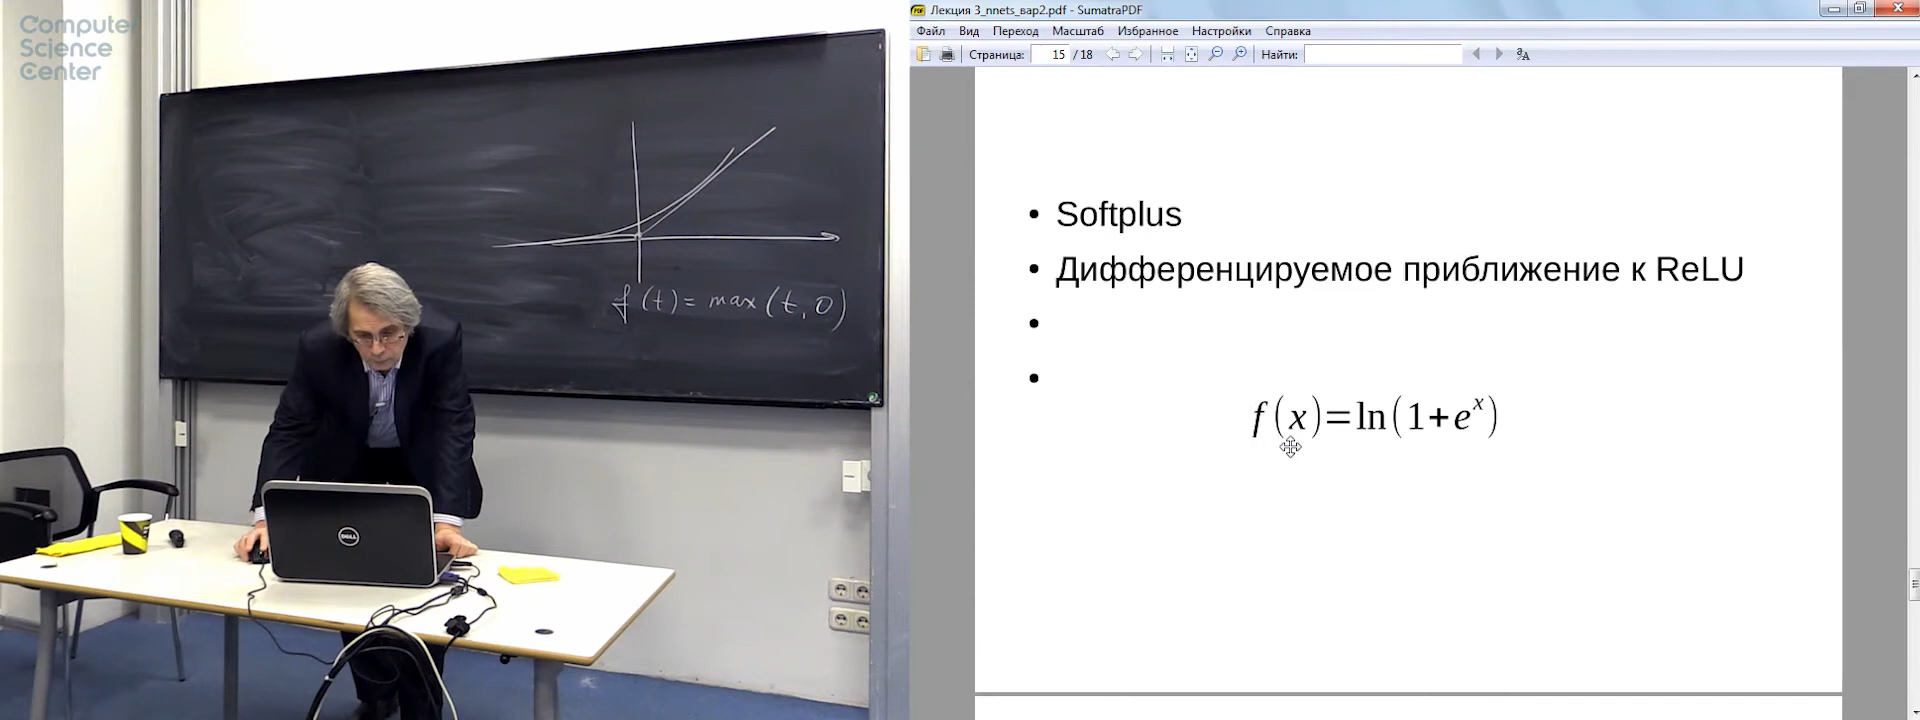 Computer
Science
Center
f(t) = max(t, 0)
DELL
Лекция 3_nnets_вар2.pdf - SumatraPDF
Файл Вид Переход Масштаб Избранное Настройки Справка
Страница: 15 / 18 Найти:
• Softplus
• Дифференцируемое приближение к ReLU
•
•
f(x)=ln(1+e^x)